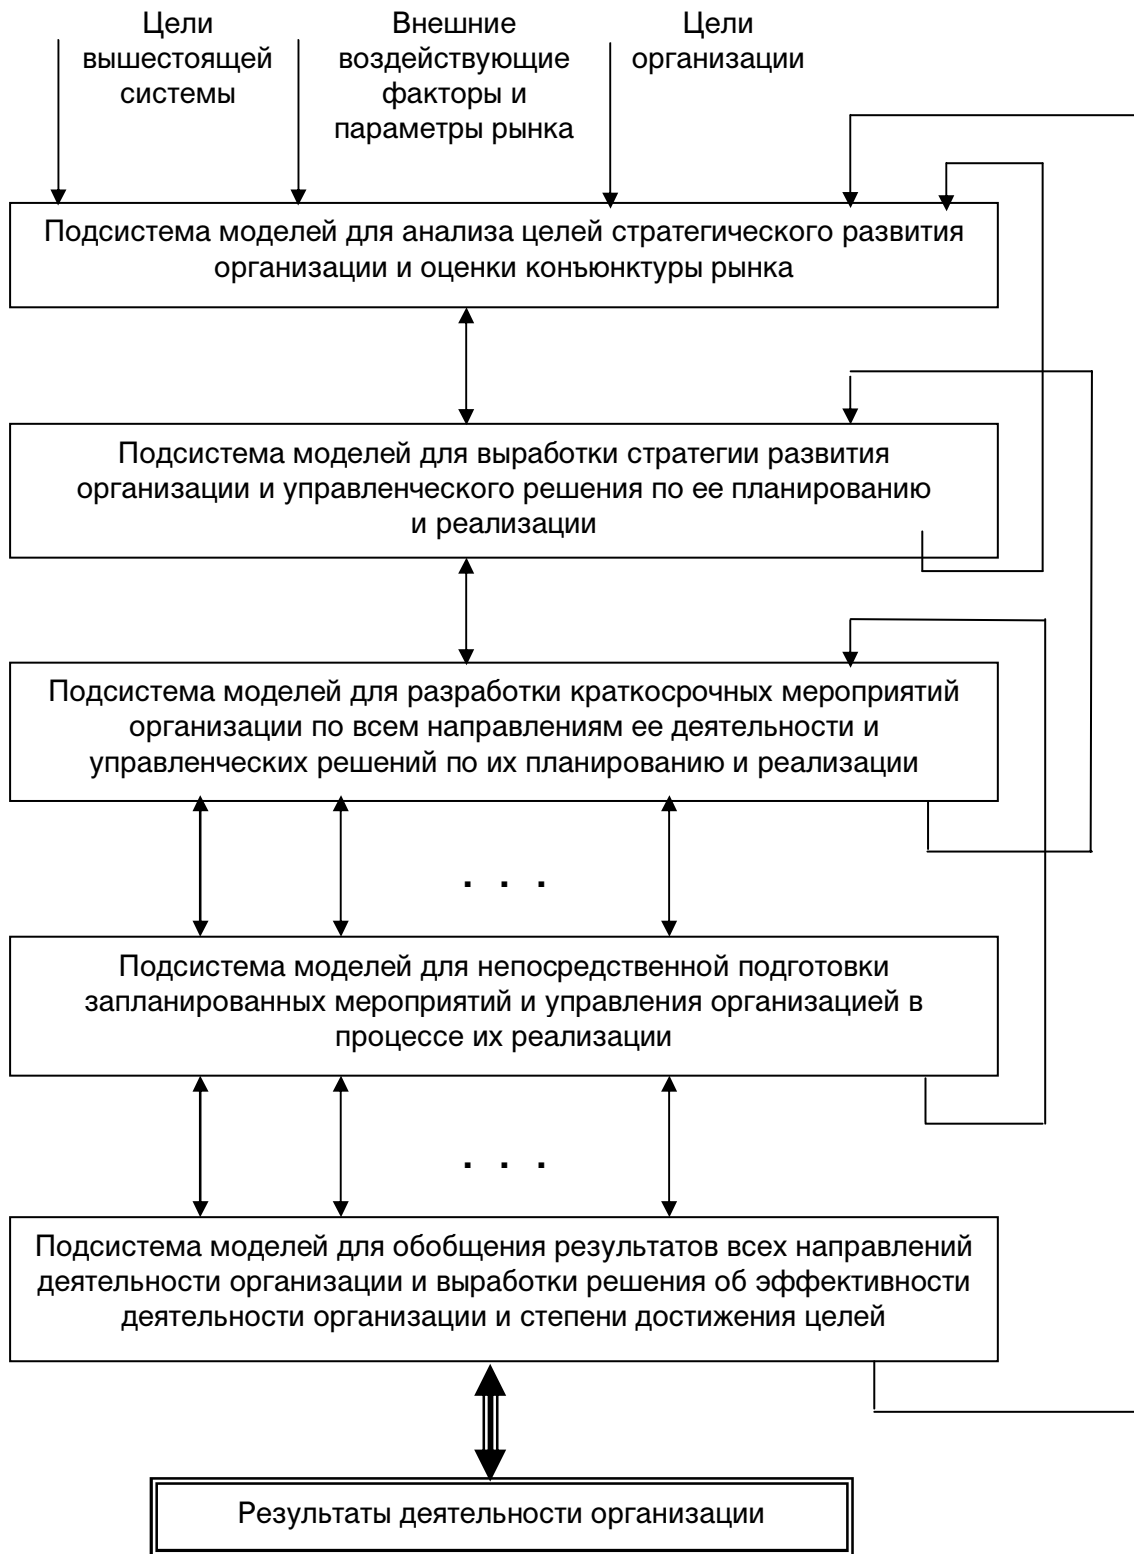 Цели
вышестоящей
системы
Внешние
воздействующие
факторы и
параметры рынка
Цели
организации
Подсистема моделей для анализа целей стратегического развития
организации и оценки конъюнктуры рынка
Подсистема моделей для выработки стратегии развития
организации и управленческого решения по ее планированию
и реализации
Подсистема моделей для разработки краткосрочных мероприятий
организации по всем направлениям ее деятельности и
управленческих решений по их планированию и реализации
. . .
Подсистема моделей для непосредственной подготовки
запланированных мероприятий и управления организацией в
процессе их реализации
. . .
Подсистема моделей для обобщения результатов всех направлений
деятельности организации и выработки решения об эффективности
деятельности организации и степени достижения целей
Результаты деятельности организации